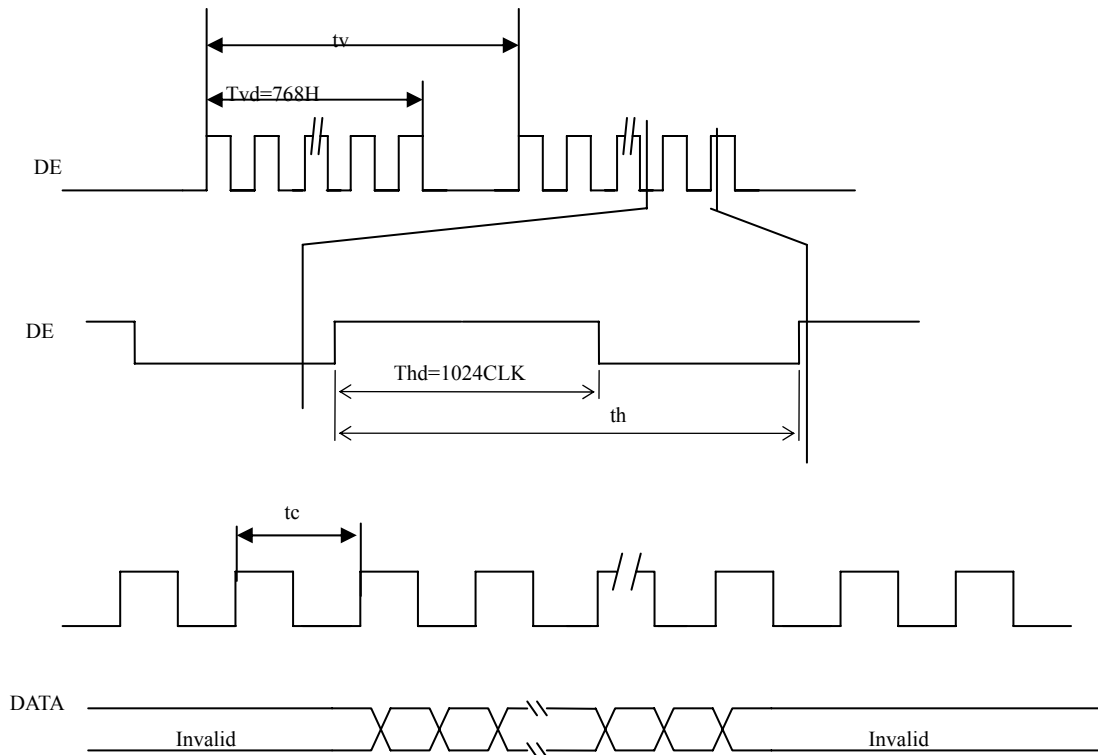 tv
Tvd=768H
DE
DE
Thd=1024CLK
th
tc
DATA
Invalid
Invalid